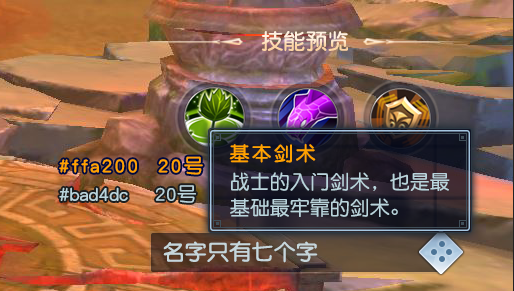 技能预览
基本剑术
#ffa200 20号
战士的入门剑术，也是最
#bad4dc 20号
基础最牢靠的剑术。
名字只有七个字